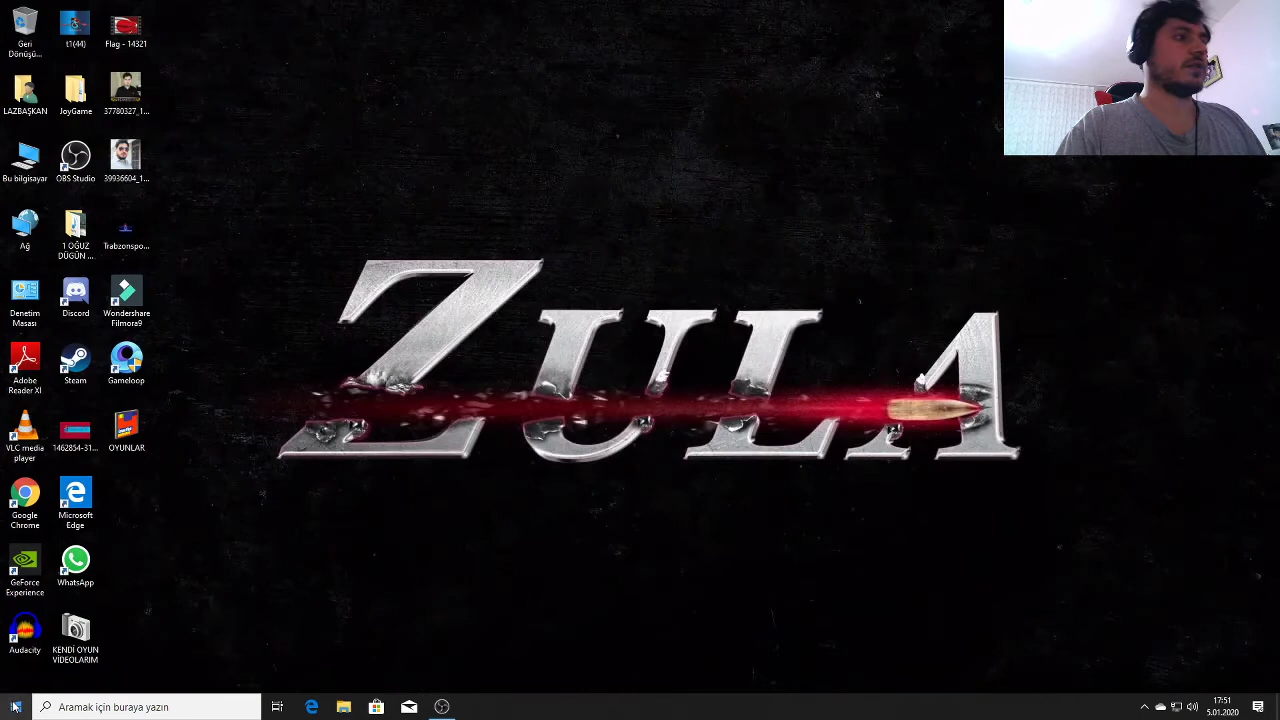 Geri
Dönüşü...
t1(44)
Flag - 14321
LAZBAŞKAN
JoyGame
37780327_1...
Bu bilgisayar
OBS Studio
39936604_1...
Ağ
1 OĞUZ
DÜĞÜN ...
Trabzonspo...
Denetim
Masası
Discord
Wondershare
Filmora9
Adobe
Reader XI
Steam
Gameloop
VLC media
player
1462854-31...
OYUNLAR
Google
Chrome
Microsoft
Edge
GeForce
Experience
WhatsApp
Audacity
KENDİ OYUN
VİDEOLARIM
ZULA
Aramak için buraya yazın
17:51
5.01.2020